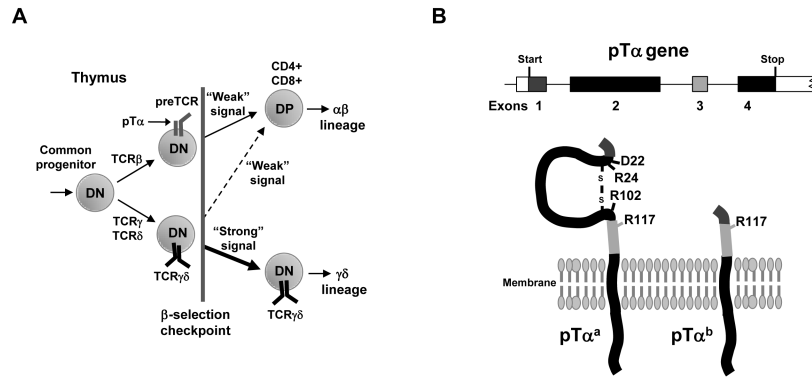 A
Thymus
Common
progenitor
DN
TCRβ
TCRγ
TCRδ
pTα
preTCR
DN
DN
TCRγδ
β-selection
checkpoint
"Weak"
signal
"Weak"
signal
"Strong"
signal
CD4+
CD8+
DP
αβ
lineage
DN
TCRγδ
γδ
lineage
B
pTα gene
Start
Stop
Exons 1 2 3 4
D22
R24
S
S
R102
R117
R117
Membrane
pTαa
pTαb